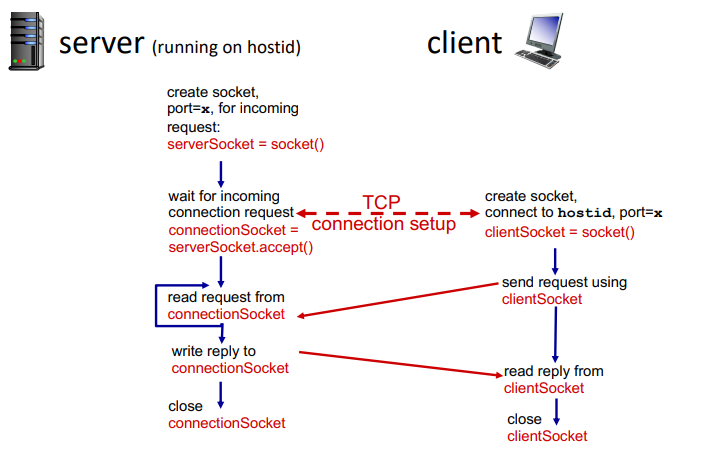 server (running on hostid)
client
create socket,
port=x, for incoming
request:
serverSocket = socket()
wait for incoming
connection request
connectionSocket =
serverSocket.accept()
TCP
connection setup
create socket,
connect to hostid, port=x
clientSocket = socket()
send request using
clientSocket
read request from
connectionSocket
write reply to
connectionSocket
read reply from
clientSocket
close
connectionSocket
close
clientSocket